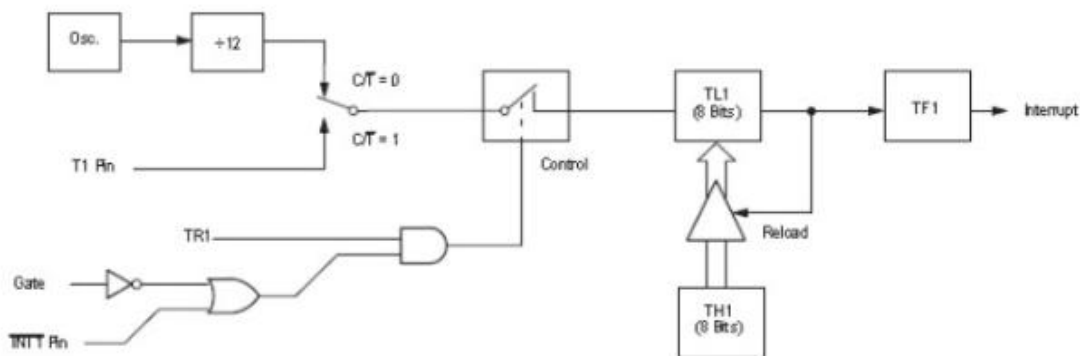 Osc.
÷12
C/T̅ = 0
C/T̅ = 1
T1 Pin
Control
TL1
(8 Bits)
TF1
Interrupt
Reload
TH1
(8 Bits)
TR1
Gate
I̅N̅T̅1̅ Pin